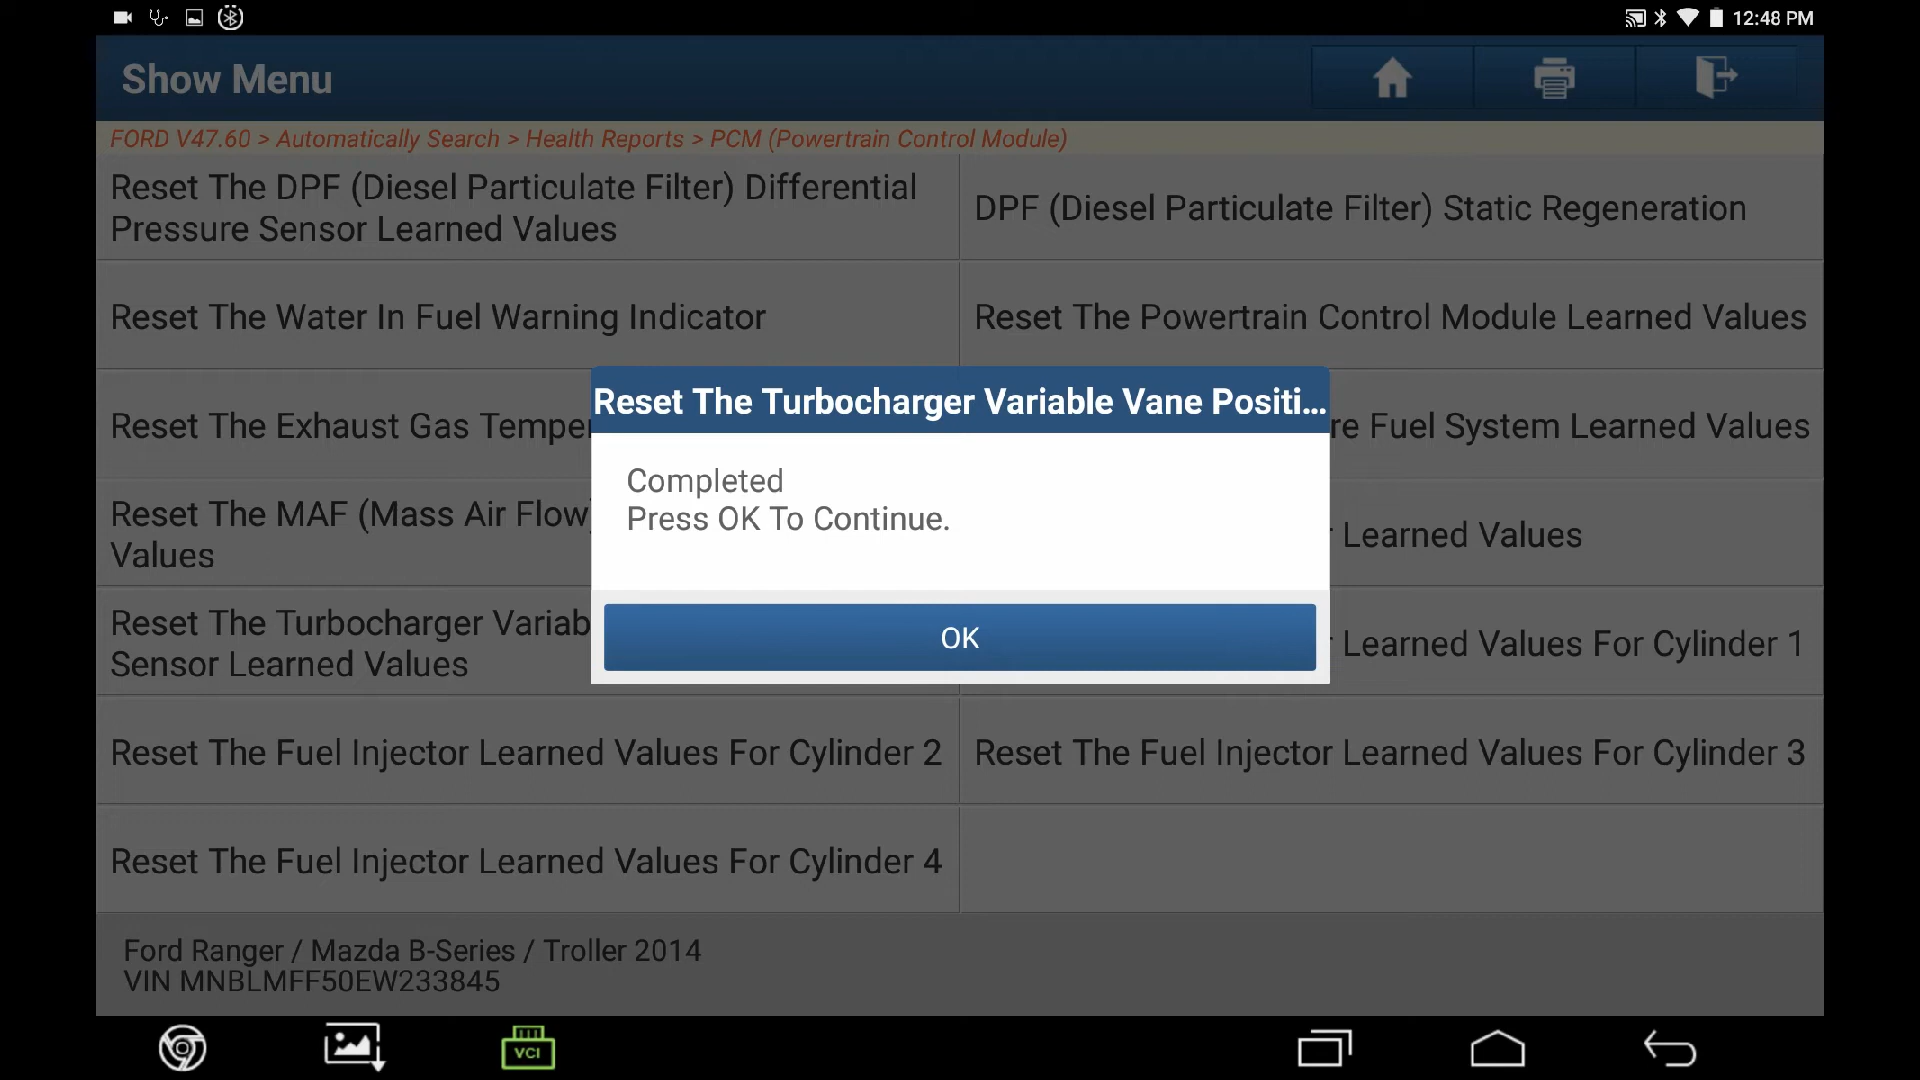 12:48 PM
Show Menu
FORD V47.60 > Automatically Search > Health Reports > PCM (Powertrain Control Module)
Reset The DPF (Diesel Particulate Filter) Differential
Pressure Sensor Learned Values
DPF (Diesel Particulate Filter) Static Regeneration
Reset The Water In Fuel Warning Indicator
Reset The Powertrain Control Module Learned Values
Reset The Turbocharger Variable Vane Positi...
Completed
Press OK To Continue.
OK
Reset The Exhaust Gas Temper
re Fuel System Learned Values
Reset The MAF (Mass Air Flow)
Values
r Learned Values
Reset The Turbocharger Variab
Sensor Learned Values
r Learned Values For Cylinder 1
Reset The Fuel Injector Learned Values For Cylinder 2
Reset The Fuel Injector Learned Values For Cylinder 3
Reset The Fuel Injector Learned Values For Cylinder 4
Ford Ranger / Mazda B-Series / Troller 2014
VIN MNBLMFF50EW233845
VCI